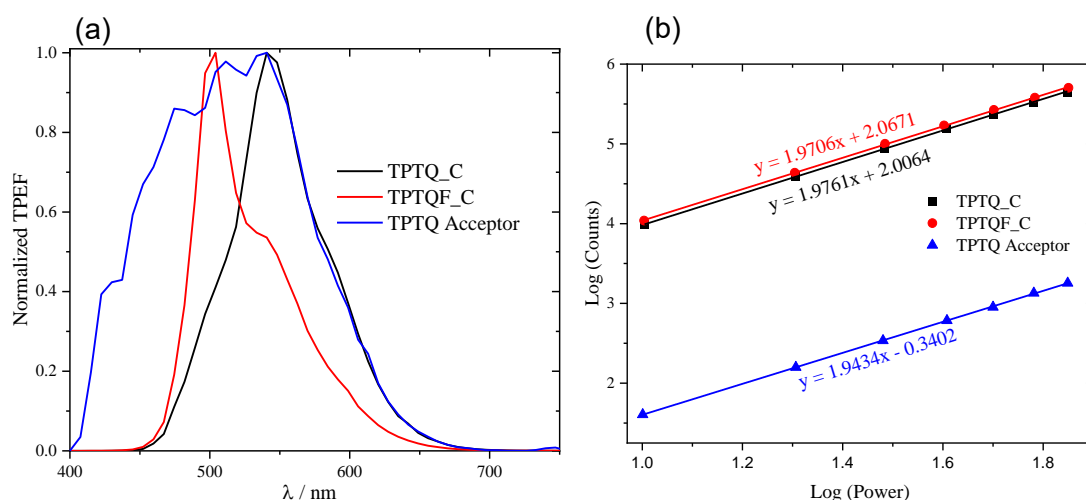 (a)
1.0
0.8
0.6
0.4
0.2
0.0
Normalized TPEF
400
500
600
700
λ / nm
TPTQ_C
TPTQF_C
TPTQ Acceptor
(b)
6
5
4
3
2
Log (Counts)
1.0
1.2
1.4
1.6
1.8
Log (Power)
y = 1.9706x + 2.0671
y = 1.9761x + 2.0064
TPTQ_C
TPTQF_C
TPTQ Acceptor
y = 1.9434x - 0.3402